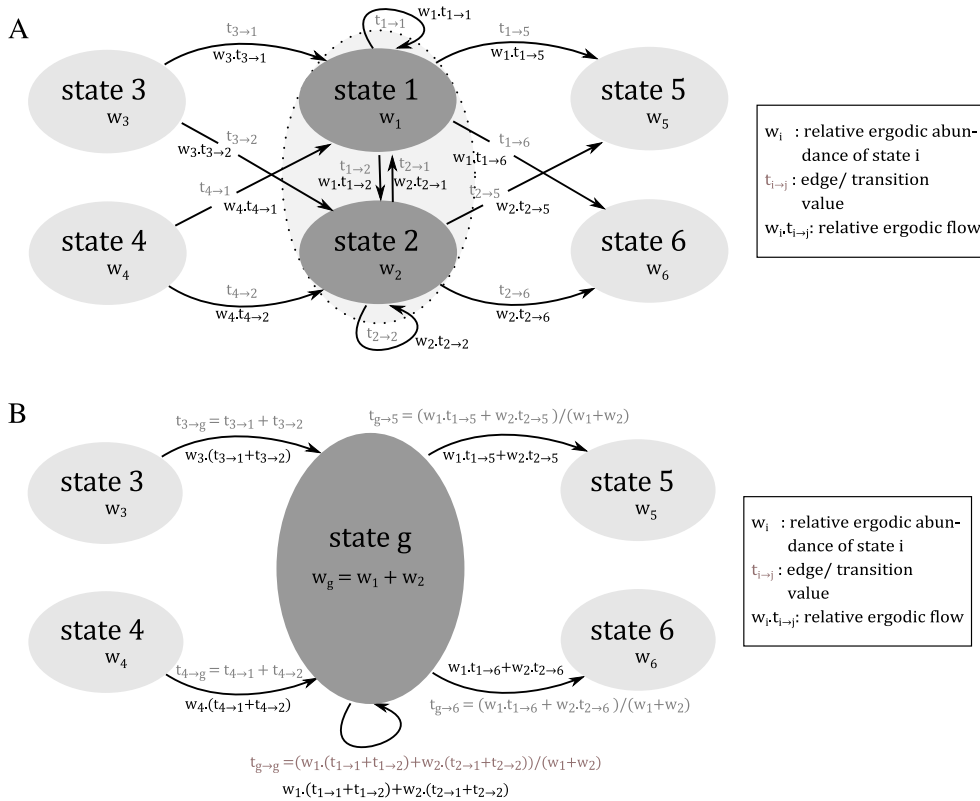 A
t1→1
w1.t1→1
t3→1
w3.t3→1
t1→5
w1.t1→5
state 3
w3
state 1
w1
state 5
w5
t3→2
w3.t3→2
t1→2
w1.t1→2
t2→1
w2.t2→1
t1→6
w1.t1→6
t4→1
w4.t4→1
t2→5
w2.t2→5
state 4
w4
state 2
w2
state 6
w6
t4→2
w4.t4→2
t2→6
w2.t2→6
t2→2
w2.t2→2
wi : relative ergodic abun-
dance of state i
ti→j : edge/ transition
value
wi.ti→j: relative ergodic flow
B
t3→g = t3→1 + t3→2
w3.(t3→1+t3→2)
tg→5 = (w1.t1→5 + w2.t2→5 )/(w1+w2)
w1.t1→5+w2.t2→5
state 3
w3
state g
wg = w1 + w2
state 5
w5
state 4
w4
state 6
w6
t4→g = t4→1 + t4→2
w4.(t4→1+t4→2)
w1.t1→6+w2.t2→6
tg→6 = (w1.t1→6 + w2.t2→6 )/(w1+w2)
tg→g =(w1.(t1→1+t1→2)+w2.(t2→1+t2→2))/(w1+w2)
w1.(t1→1+t1→2)+w2.(t2→1+t2→2)
wi : relative ergodic abun-
dance of state i
ti→j : edge/ transition
value
wi.ti→j: relative ergodic flow